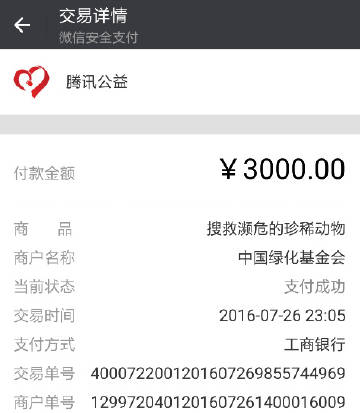 交易详情
微信安全支付
腾讯公益
付款金额 ￥3000.00
商 品 搜救濒危的珍稀动物
商户名称 中国绿化基金会
当前状态 支付成功
交易时间 2016-07-26 23:05
支付方式 工商银行
交易单号 4000722001201607269855744969
商户单号 1299720401201607261400016009